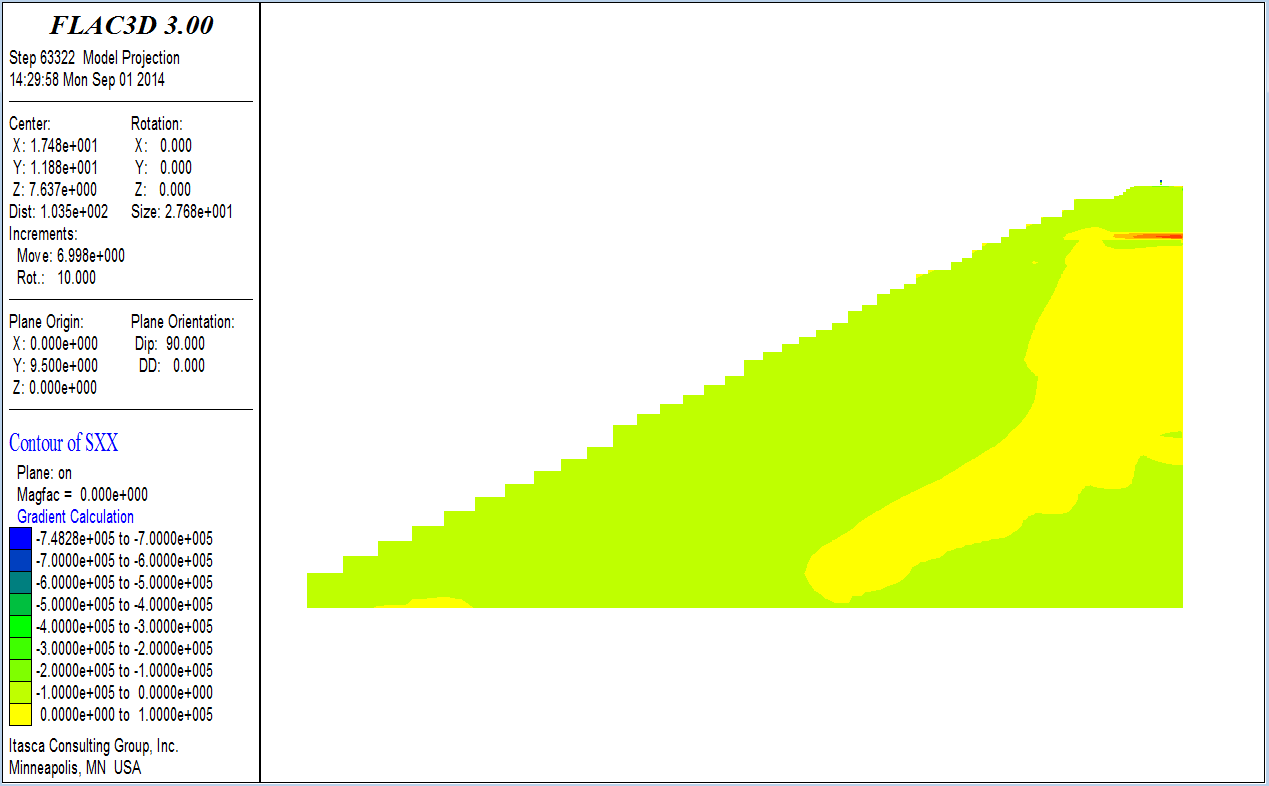 FLAC3D 3.00
Step 63322 Model Projection
14:29:58 Mon Sep 01 2014
Center: Rotation:
X: 1.748e+001 X: 0.000
Y: 1.188e+001 Y: 0.000
Z: 7.637e+000 Z: 0.000
Dist: 1.035e+002 Size: 2.768e+001
Increments:
Move: 6.998e+000
Rot.: 10.000
Plane Origin: Plane Orientation:
X: 0.000e+000 Dip: 90.000
Y: 9.500e+000 DD: 0.000
Z: 0.000e+000
Contour of SXX
Plane: on
Magfac = 0.000e+000
Gradient Calculation
-7.4828e+005 to -7.0000e+005
-7.0000e+005 to -6.0000e+005
-6.0000e+005 to -5.0000e+005
-5.0000e+005 to -4.0000e+005
-4.0000e+005 to -3.0000e+005
-3.0000e+005 to -2.0000e+005
-2.0000e+005 to -1.0000e+005
-1.0000e+005 to 0.0000e+000
0.0000e+000 to 1.0000e+005
Itasca Consulting Group, Inc.
Minneapolis, MN USA